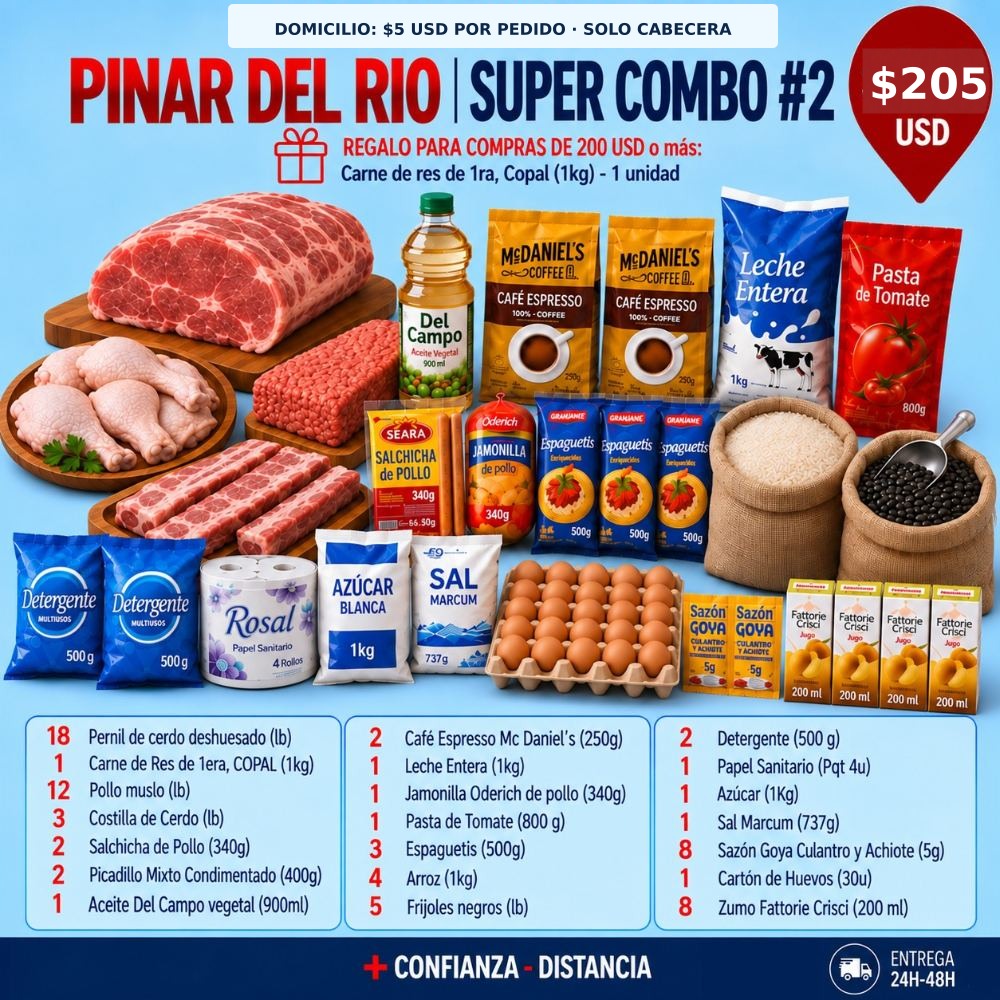 DOMICILIO: $5 USD POR PEDIDO · SOLO CABECERA
PINAR DEL RIO | SUPER COMBO #2
$205
USD
REGALO PARA COMPRAS DE 200 USD o más:
Carne de res de 1ra, Copal (1kg) - 1 unidad
Del
Campo
Aceite Vegetal
900 ml
McDANIEL'S
COFFEE
CAFÉ ESPRESSO
100% - COFFEE
250g
McDANIEL'S
COFFEE
CAFÉ ESPRESSO
100% - COFFEE
250g
Leche
Entera
1kg
Pasta
de Tomate
800g
SEARA
SALCHICHA
de POLLO
340g
66.50g
Oderich
JAMONILLA
de pollo
340g
GRANJANE
Espaguetis
Enriquecidos
500g
GRANJANE
Espaguetis
500g
GRANJANE
Espaguetis
500g
Detergente
MULTIUSOS
500 g
Detergente
MULTIUSOS
500 g
Rosal
Papel Sanitario
4 Rollos
AZÚCAR
BLANCA
1kg
SAL
MARCUM
737g
Sazón
GOYA
CULANTRO
Y ACHIOTE
5g
Sazón
GOYA
CULANTRO
Y ACHIOTE
5g
Fattorie
Crisci
Jugo
200 ml
Fattorie
Crisci
Jugo
200 ml
Fattorie
Crisci
Jugo
200 ml
Fattorie
Crisci
Jugo
200 ml
18 Pernil de cerdo deshuesado (lb)
1 Carne de Res de 1era, COPAL (1kg)
12 Pollo muslo (lb)
3 Costilla de Cerdo (lb)
2 Salchicha de Pollo (340g)
2 Picadillo Mixto Condimentado (400g)
1 Aceite Del Campo vegetal (900ml)
2 Café Espresso Mc Daniel's (250g)
1 Leche Entera (1kg)
1 Jamonilla Oderich de pollo (340g)
1 Pasta de Tomate (800 g)
3 Espaguetis (500g)
4 Arroz (1kg)
5 Frijoles negros (lb)
2 Detergente (500 g)
1 Papel Sanitario (Pqt 4u)
1 Azúcar (1Kg)
1 Sal Marcum (737g)
8 Sazón Goya Culantro y Achiote (5g)
1 Cartón de Huevos (30u)
8 Zumo Fattorie Crisci (200 ml)
+ CONFIANZA - DISTANCIA
ENTREGA
24H-48H